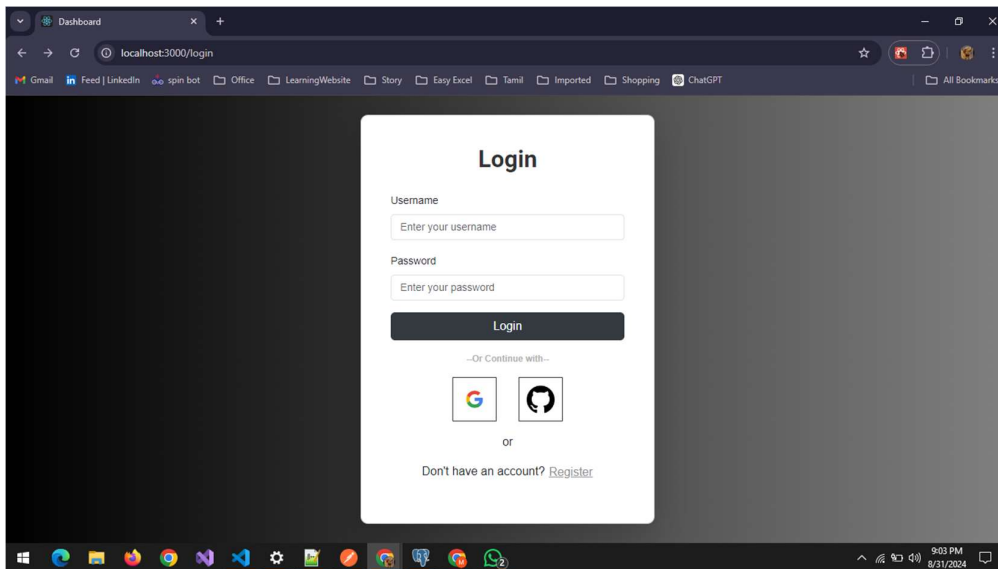 Dashboard
localhost:3000/login
Gmail
Feed | LinkedIn
spin bot
Office
LearningWebsite
Story
Easy Excel
Tamil
Imported
Shopping
ChatGPT
All Bookmarks
Login
Username
Enter your username
Password
Enter your password
Login
--Or Continue with--
or
Don't have an account? Register
2
9:03 PM
8/31/2024